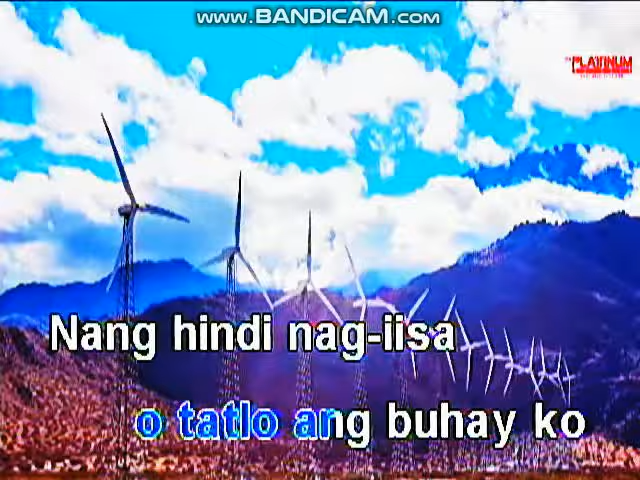 www.BANDICAM.com
PLATINUM
Nang hindi nag-iisa
o tatlo ang buhay ko